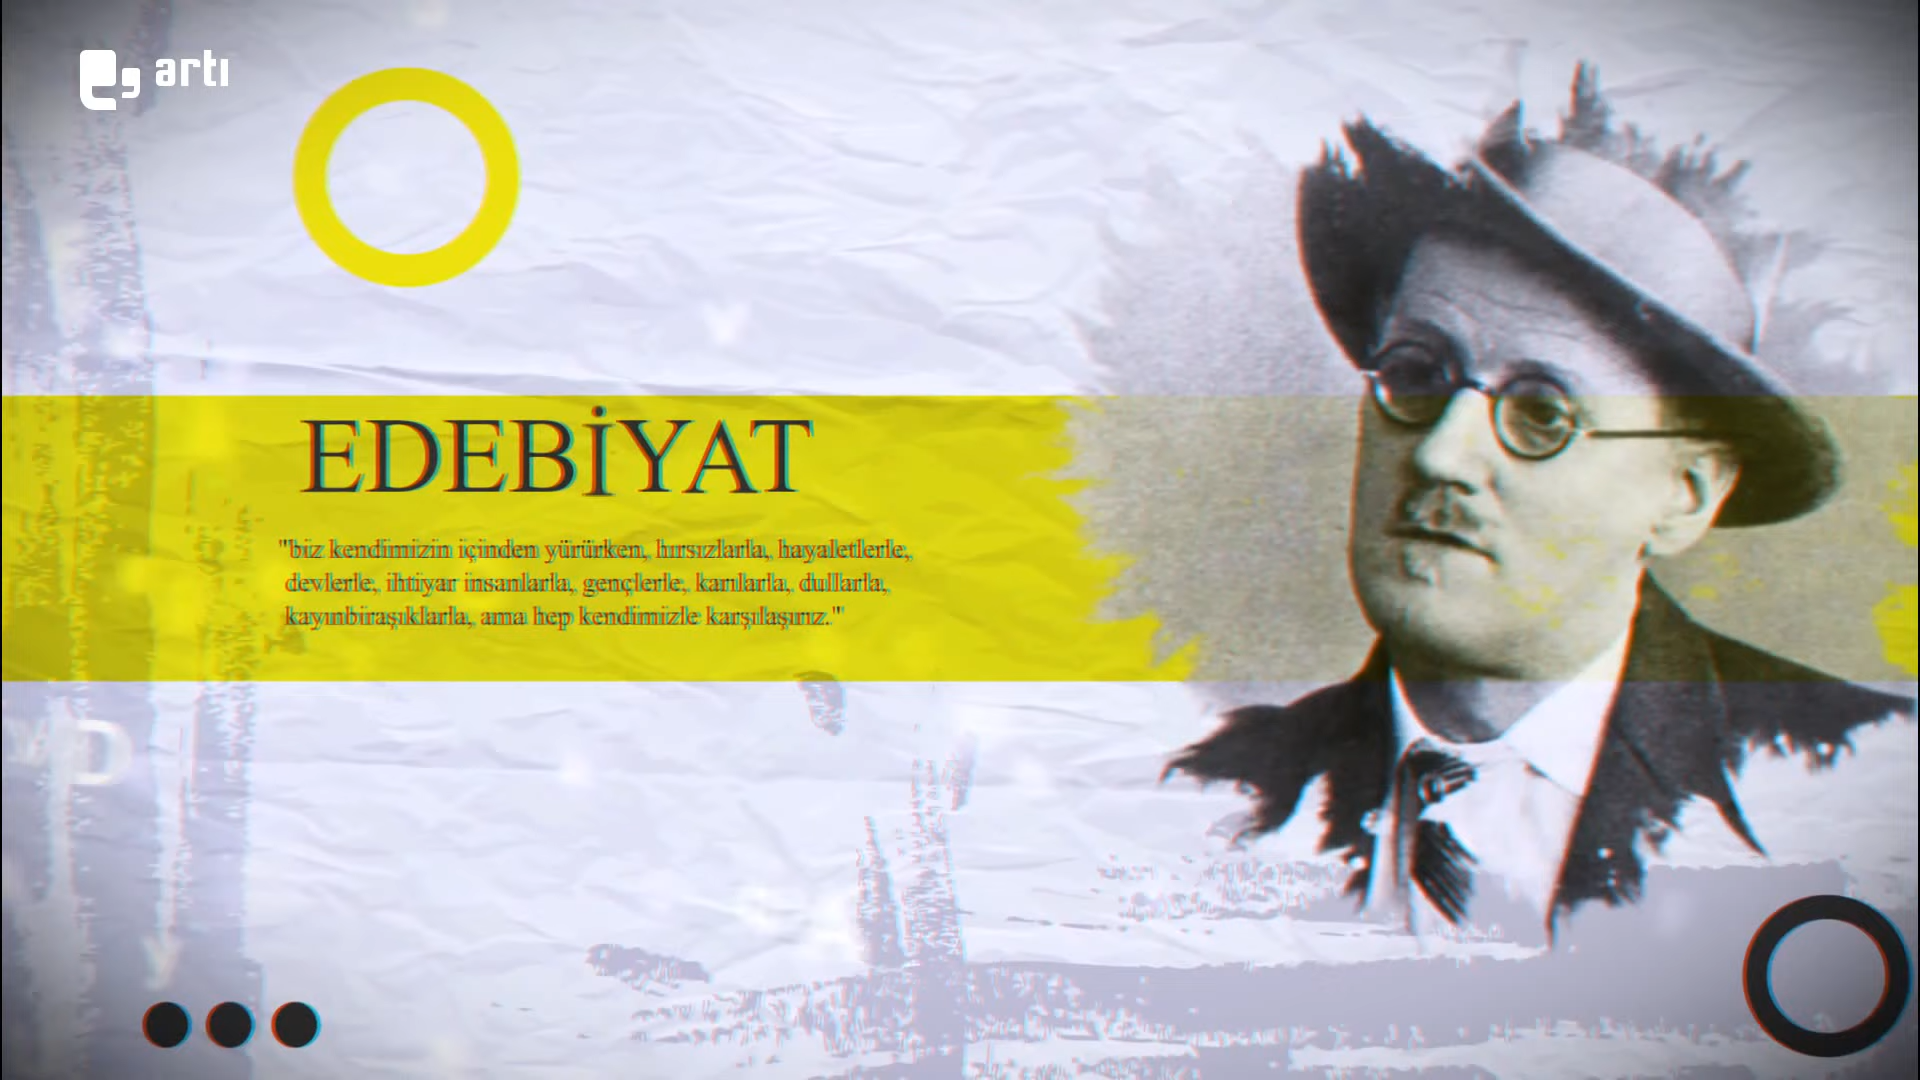 artı
EDEBİYAT
"biz kendimizin içinden yürürken, hırsızlarla, hayaletlerle,
devlerle, ihtiyar insanlarla, gençlerle, karılarla, dullarla,
kayınbiraşıklarla, ama hep kendimizle karşılaşırız."
D
y